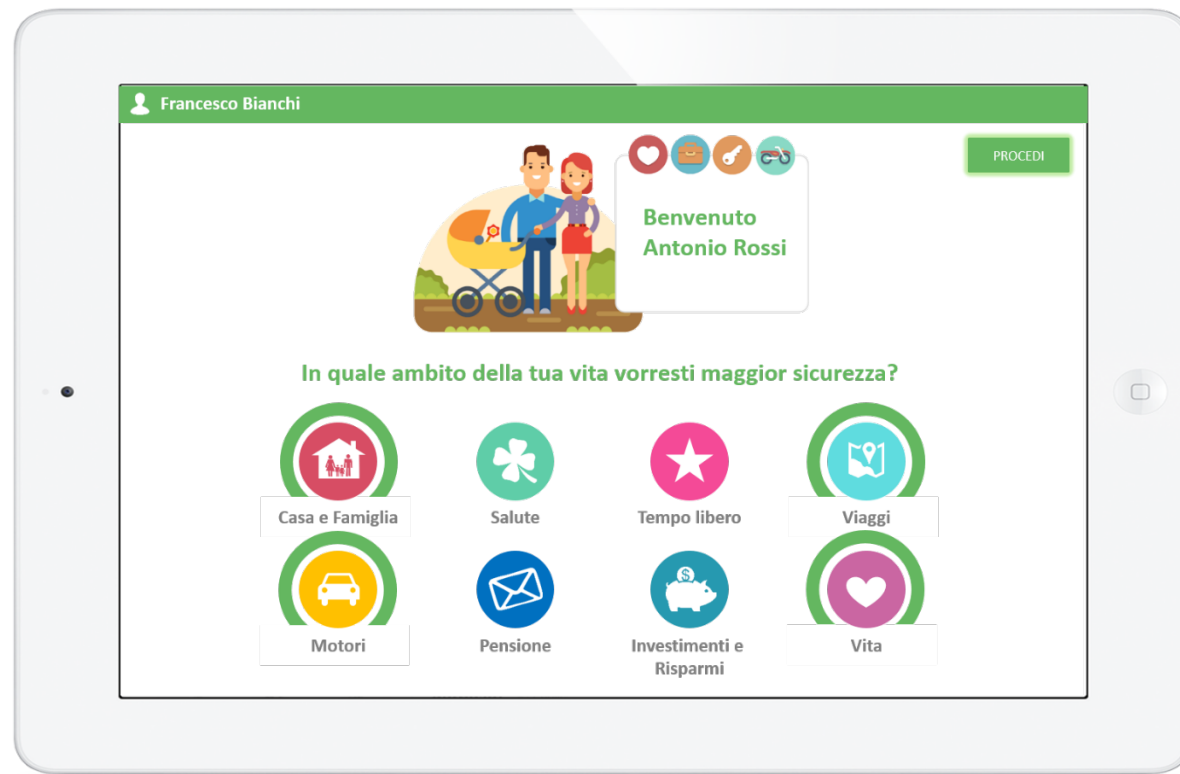 Francesco Bianchi
PROCEDI
Benvenuto
Antonio Rossi
In quale ambito della tua vita vorresti maggior sicurezza?
Casa e Famiglia
Salute
Tempo libero
Viaggi
Motori
Pensione
Investimenti e
Risparmi
Vita